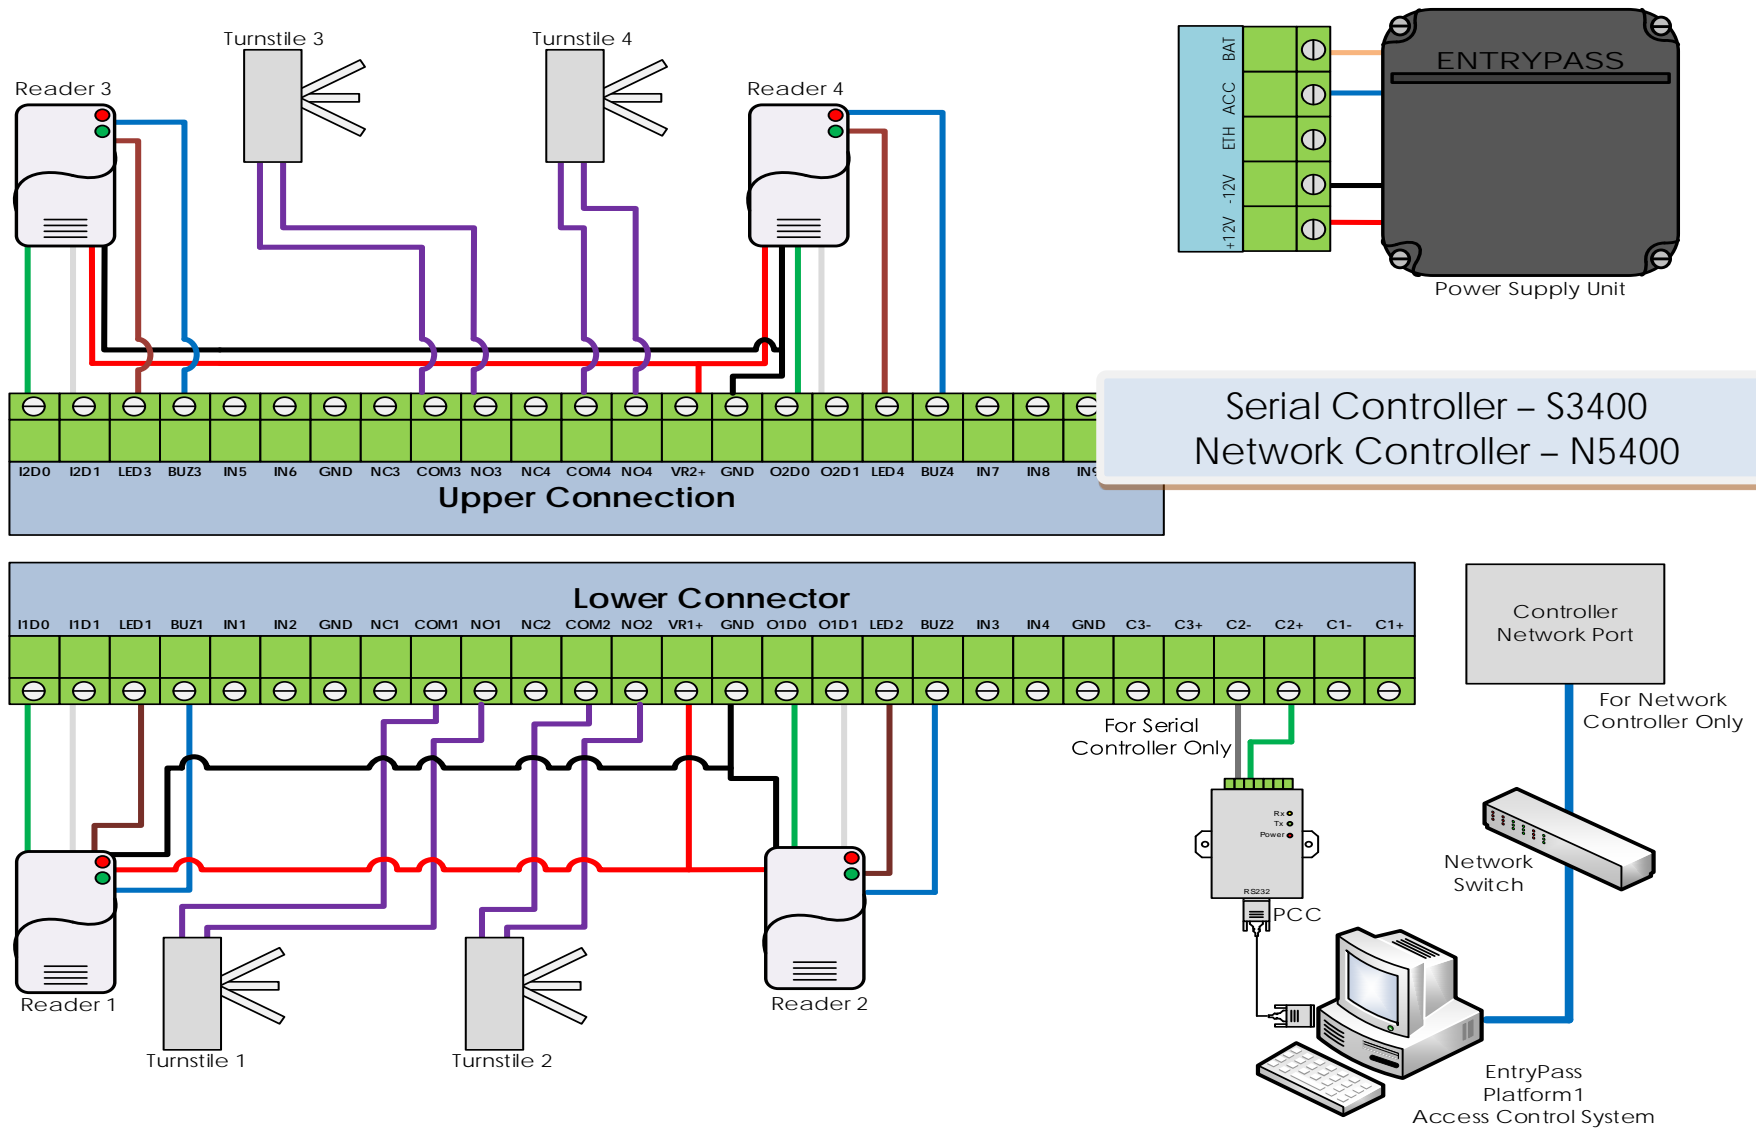 Turnstile 3
Turnstile 4
Reader 3
Reader 4
BAT
ACC
ETH
-12V
+12V
ENTRYPASS
Power Supply Unit
Serial Controller – S3400
Network Controller – N5400
I2D0 I2D1 LED3 BUZ3 IN5 IN6 GND NC3 COM3 NO3 NC4 COM4 NO4 VR2+ GND O2D0 O2D1 LED4 BUZ4 IN7 IN8
Upper Connection
Lower Connector
I1D0 I1D1 LED1 BUZ1 IN1 IN2 GND NC1 COM1 NO1 NC2 COM2 NO2 VR1+ GND O1D0 O1D1 LED2 BUZ2 IN3 IN4 GND C3- C3+ C2- C2+ C1- C1+
Controller
Network Port
For Network
Controller Only
For Serial
Controller Only
Rx
Tx
Power
RS232
PCC
Network
Switch
Reader 1
Reader 2
Turnstile 1
Turnstile 2
EntryPass
Platform1
Access Control System